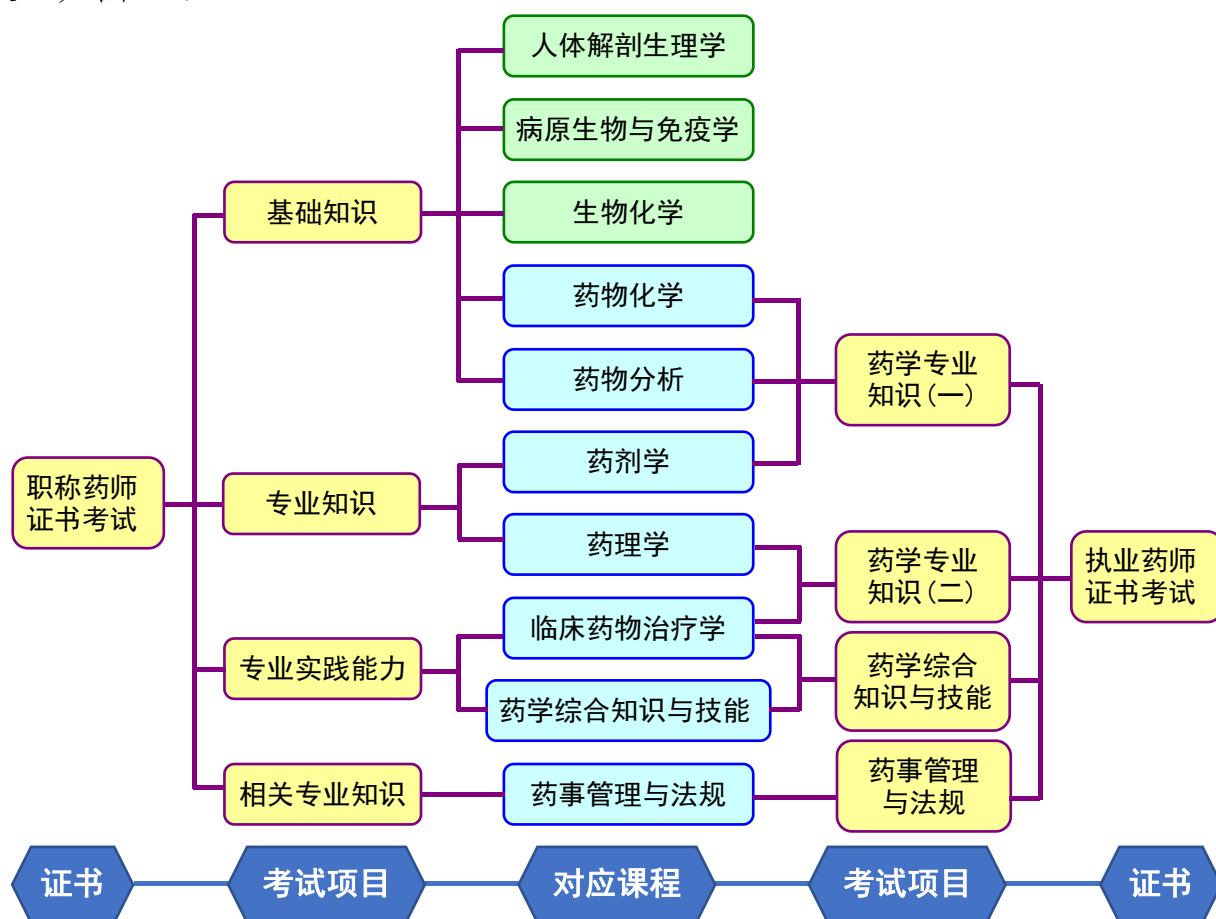 人体解剖生理学
病原生物与免疫学
基础知识
生物化学
药物化学
药物分析
药学专业
知识(一)
职称药师
证书考试
专业知识
药剂学
药理学
药学专业
知识(二)
执业药师
证书考试
专业实践能力
临床药物治疗学
药学综合知识与技能
药学综合
知识与技能
相关专业知识
药事管理与法规
药事管理
与法规
证书
考试项目
对应课程
考试项目
证书